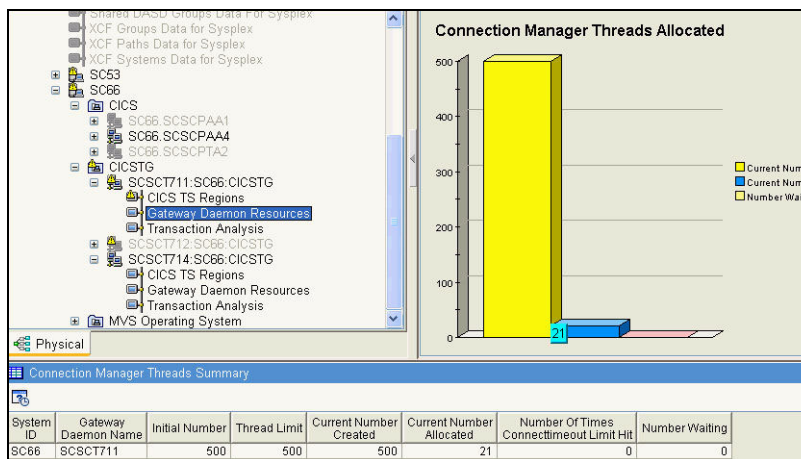 Shared DASD Groups Data For Sysplex
XCF Groups Data for Sysplex
XCF Paths Data for Sysplex
XCF Systems Data for Sysplex
SC53
SC66
CICS
SC66.SCSCPAA1
SC66.SCSCPAA4
SC66.SCSCPTA2
CICSTG
SCSCT711:SC66:CICSTG
CICS TS Regions
Gateway Daemon Resources
Transaction Analysis
SCSCT712:SC66:CICSTG
SCSCT714:SC66:CICSTG
CICS TS Regions
Gateway Daemon Resources
Transaction Analysis
MVS Operating System
Physical
Connection Manager Threads Allocated
500
400
300
200
100
0
21
Current Num
Current Num
Number Wai
Connection Manager Threads Summary
System ID Gateway Daemon Name Initial Number Thread Limit Current Number Created Current Number Allocated Number Of Times Connecttimeout Limit Hit Number Waiting
SC66 SCSCT711 500 500 500 21 0 0